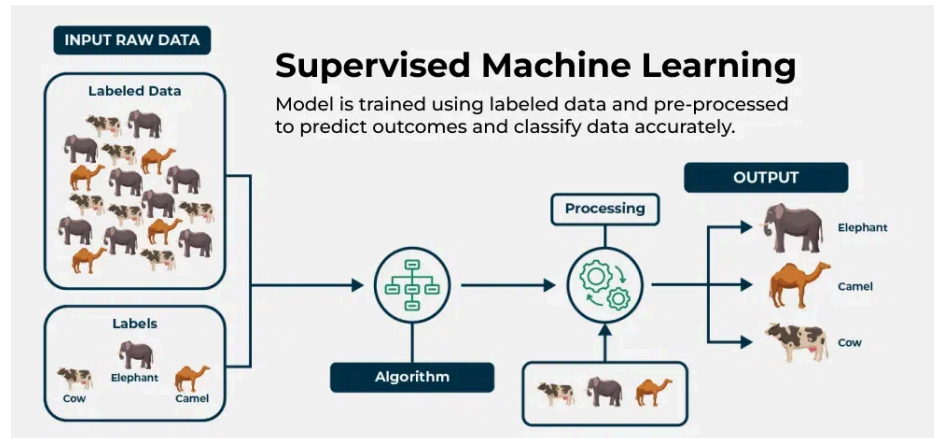 INPUT RAW DATA
Labeled Data
Supervised Machine Learning
Model is trained using labeled data and pre-processed
to predict outcomes and classify data accurately.
Labels
Cow
Elephant
Camel
Algorithm
Processing
OUTPUT
Elephant
Camel
Cow